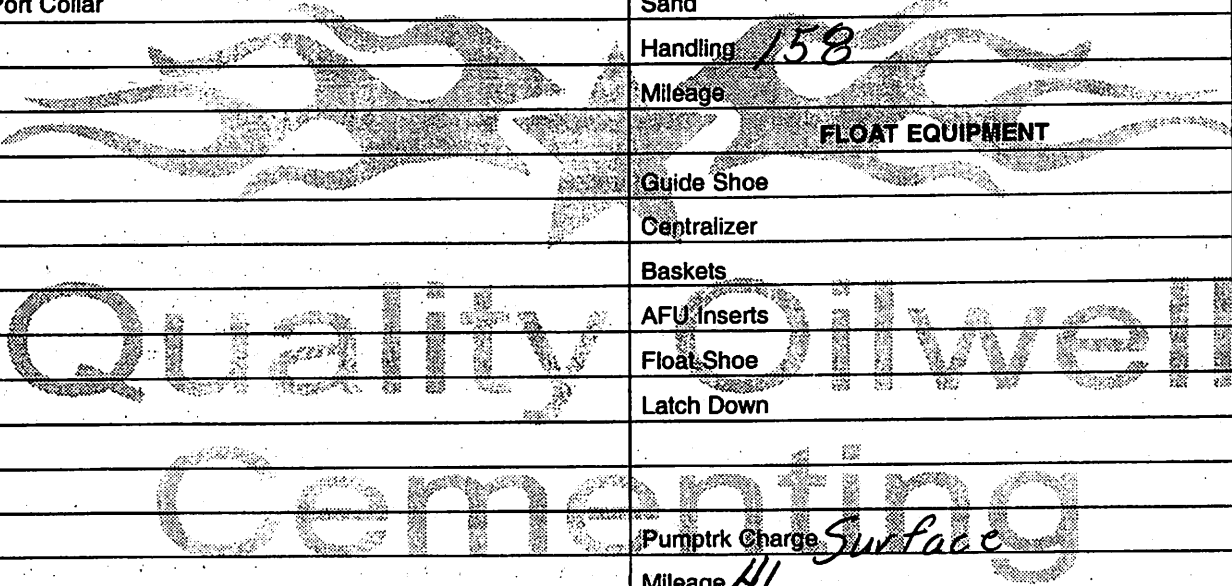 Port Collar
Sand
Handling 158
Mileage
FLOAT EQUIPMENT
Guide Shoe
Centralizer
Baskets
AFU Inserts
Float Shoe
Latch Down
Quality Oilwell
Cementing
Pumptrk Charge Surface
Mileage 41